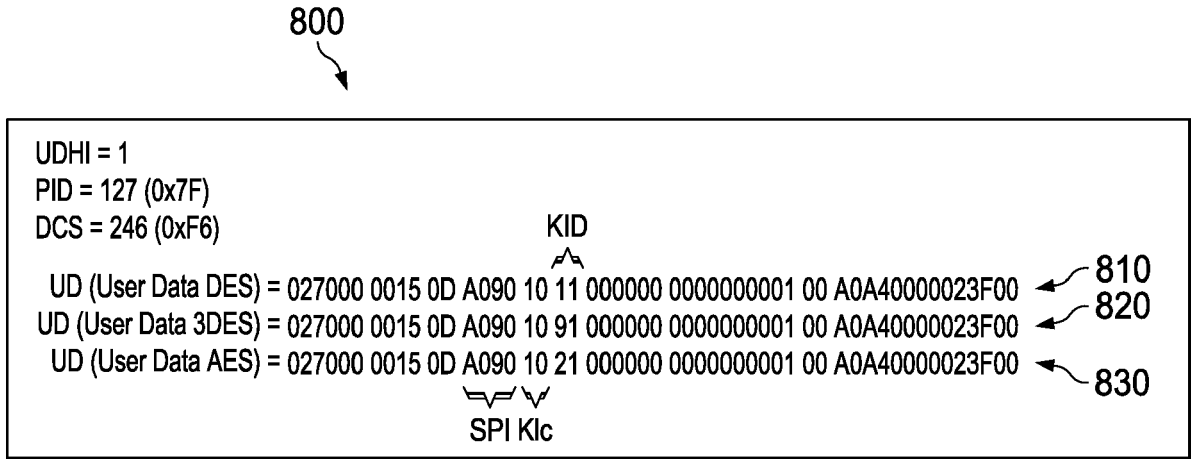 800
UDHI = 1
PID = 127 (0x7F)
DCS = 246 (0xF6)
KID
UD (User Data DES) = 027000 0015 0D A090 10 11 000000 0000000001 00 A0A40000023F00 810
UD (User Data 3DES) = 027000 0015 0D A090 10 91 000000 0000000001 00 A0A40000023F00 820
UD (User Data AES) = 027000 0015 0D A090 10 21 000000 0000000001 00 A0A40000023F00 830
SPI KIc